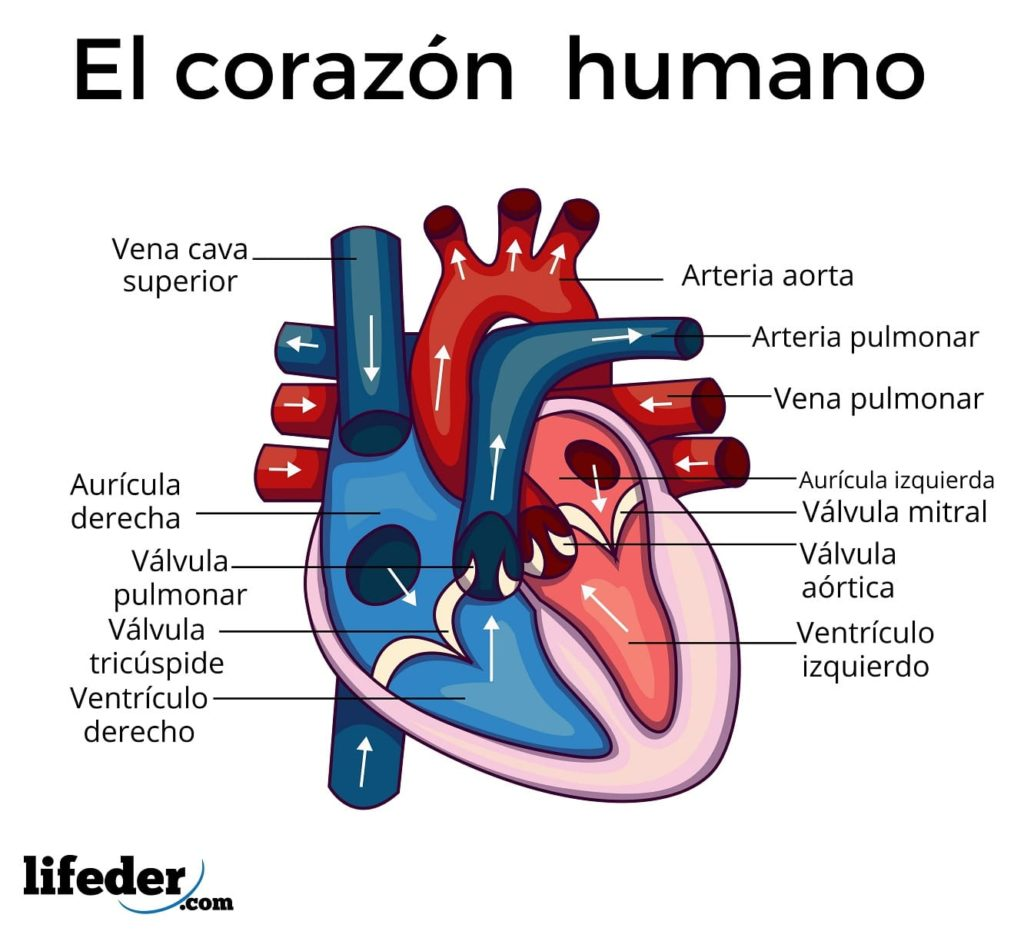 El corazón humano
Vena cava
superior
Arteria aorta
Arteria pulmonar
Vena pulmonar
Aurícula
derecha
Aurícula izquierda
Válvula mitral
Válvula
pulmonar
Válvula
aórtica
Válvula
tricúspide
Ventrículo
izquierdo
Ventrículo
derecho
lifeder
.com